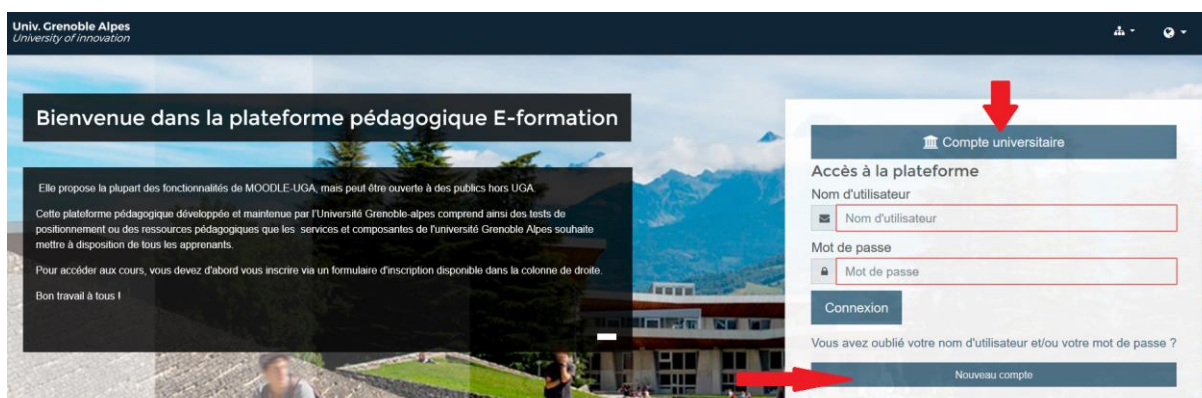 Univ. Grenoble Alpes
University of innovation
Bienvenue dans la plateforme pédagogique E-formation
Elle propose la plupart des fonctionnalités de MOODLE-UGA, mais peut être ouverte à des publics hors UGA.
Cette plateforme pédagogique développée et maintenue par l'Université Grenoble-alpes comprend ainsi des tests de
positionnement ou des ressources pédagogiques que les services et composantes de l'université Grenoble Alpes souhaite
mettre à disposition de tous les apprenants.
Pour accéder aux cours, vous devez d'abord vous inscrire via un formulaire d'inscription disponible dans la colonne de droite.
Bon travail à tous !
Compte universitaire
Accès à la plateforme
Nom d'utilisateur
Nom d'utilisateur
Mot de passe
Mot de passe
Connexion
Vous avez oublié votre nom d'utilisateur et/ou votre mot de passe ?
Nouveau compte